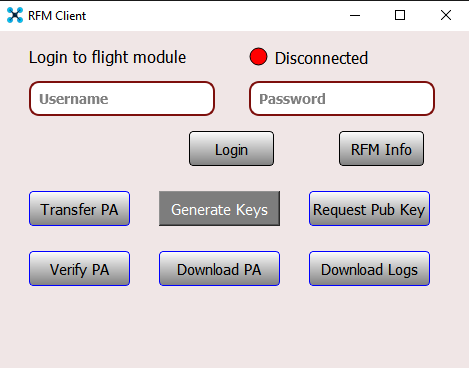 RFM Client
Login to flight module
Disconnected
Username
Password
Login
RFM Info
Transfer PA
Generate Keys
Request Pub Key
Verify PA
Download PA
Download Logs